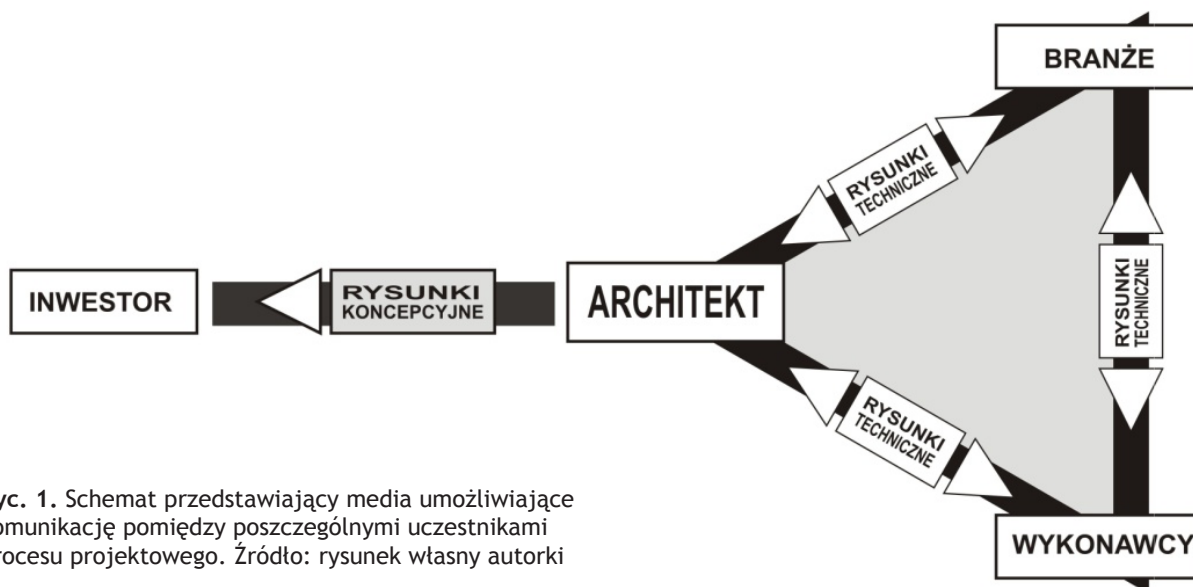 BRANŻE
RYSUNKI
TECHNICZNE
INWESTOR
RYSUNKI
KONCEPCYJNE
ARCHITEKT
RYSUNKI
TECHNICZNE
RYSUNKI
TECHNICZNE
WYKONAWCY
yc. 1. Schemat przedstawiający media umożliwiające
omunikację pomiędzy poszczególnymi uczestnikami
rocesu projektowego. Źródło: rysunek własny autorki